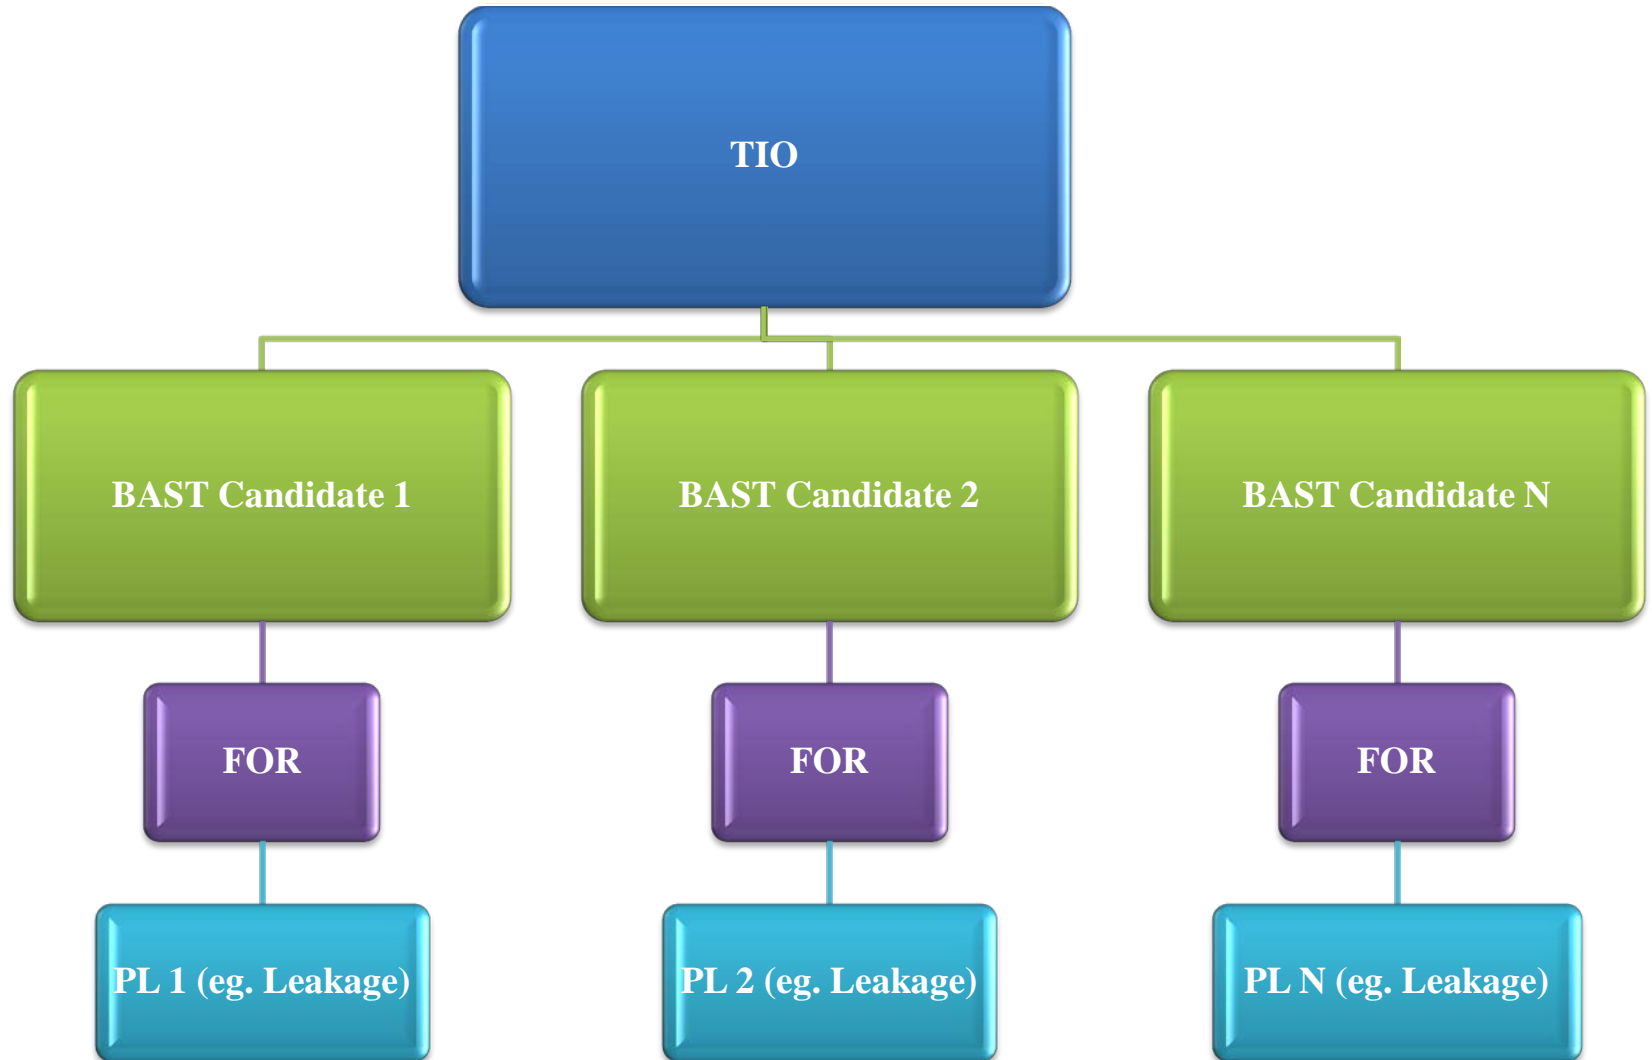 TIO
BAST Candidate 1
BAST Candidate 2
BAST Candidate N
FOR
FOR
FOR
PL 1 (eg. Leakage)
PL 2 (eg. Leakage)
PL N (eg. Leakage)